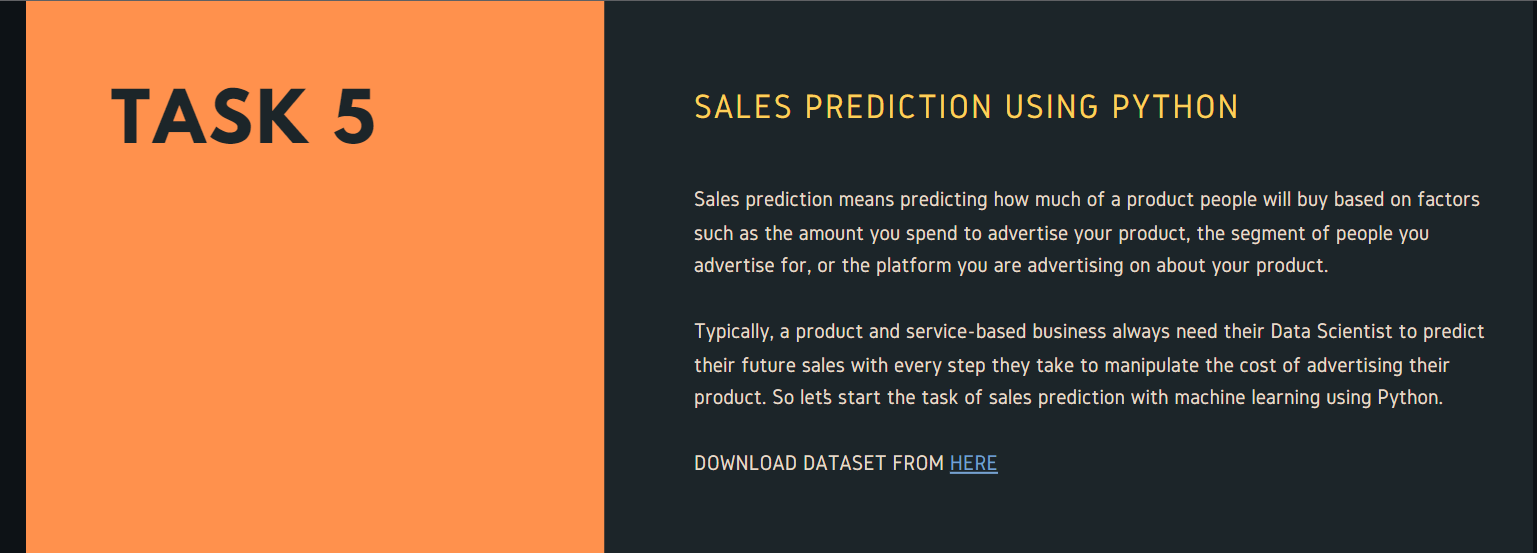 TASK 5
SALES PREDICTION USING PYTHON
Sales prediction means predicting how much of a product people will buy based on factors
such as the amount you spend to advertise your product, the segment of people you
advertise for, or the platform you are advertising on about your product.
Typically, a product and service-based business always need their Data Scientist to predict
their future sales with every step they take to manipulate the cost of advertising their
product. So let's start the task of sales prediction with machine learning using Python.
DOWNLOAD DATASET FROM HERE